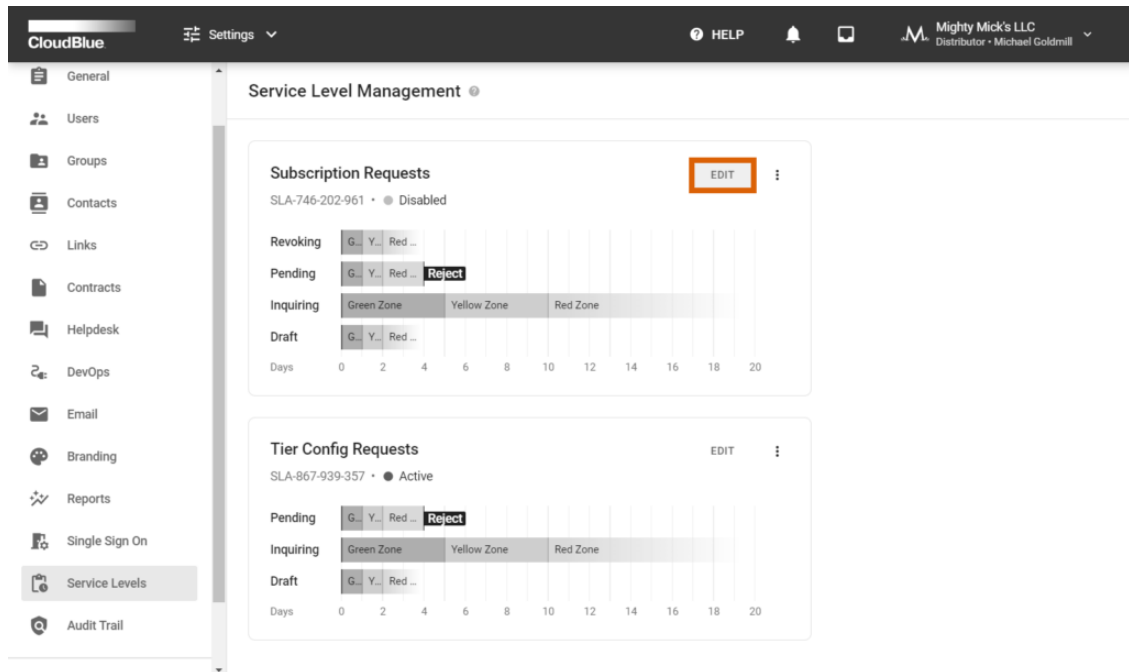 CloudBlue
Settings
HELP
Mighty Mick's LLC
Distributor • Michael Goldmill
General
Users
Groups
Contacts
Links
Contracts
Helpdesk
DevOps
Email
Branding
Reports
Single Sign On
Service Levels
Audit Trail
Service Level Management
Subscription Requests
EDIT
SLA-746-202-961 • Disabled
Revoking G... Y... Red ...
Pending G... Y... Red ... Reject
Inquiring Green Zone Yellow Zone Red Zone
Draft G... Y... Red ...
Days 0 2 4 6 8 10 12 14 16 18 20
Tier Config Requests
EDIT
SLA-867-939-357 • Active
Pending G... Y... Red ... Reject
Inquiring Green Zone Yellow Zone Red Zone
Draft G... Y... Red ...
Days 0 2 4 6 8 10 12 14 16 18 20